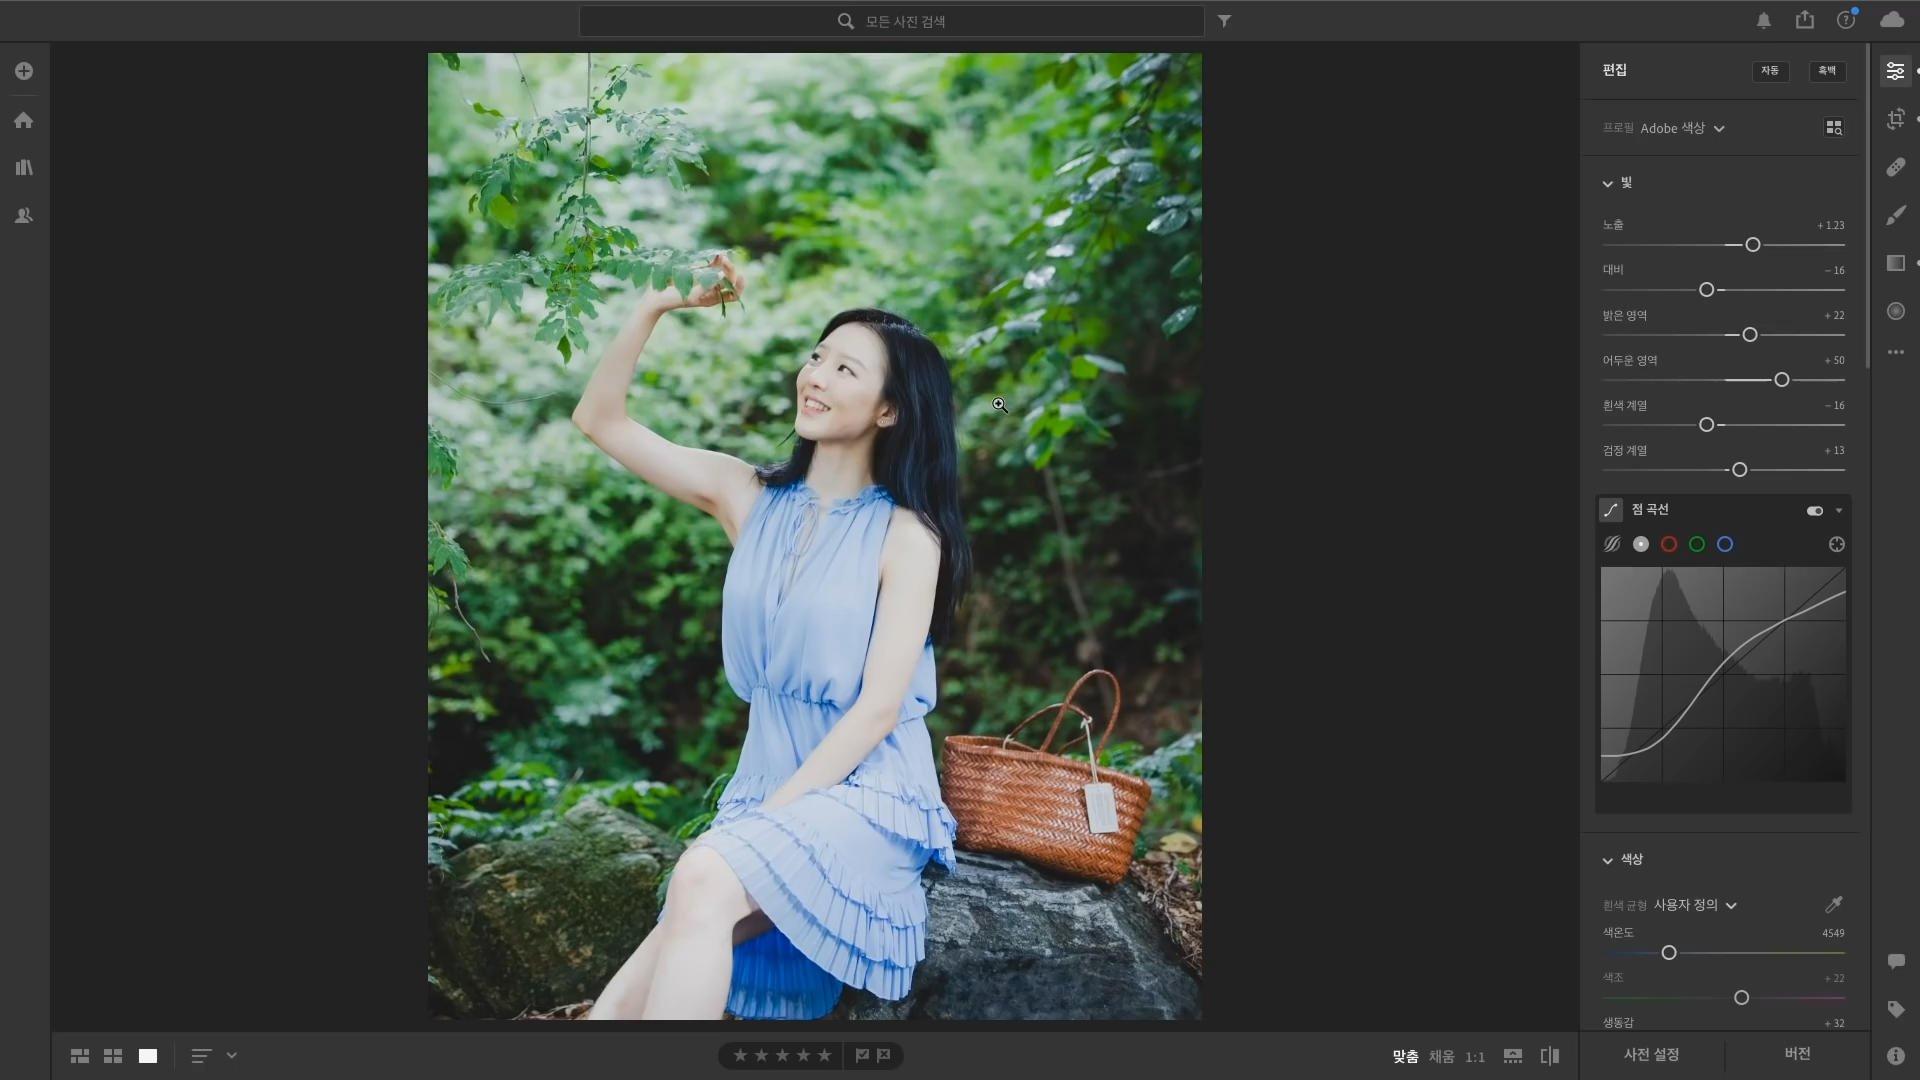 모든 사진 검색
편집
자동
흑백
프로필 Adobe 색상
빛
노출 + 1.23
대비 – 16
밝은 영역 + 22
어두운 영역 + 50
흰색 계열 – 16
검정 계열 + 13
점 곡선
색상
흰색 균형 사용자 정의
색온도 4549
색조 + 22
생동감 + 32
맞춤 채움 1:1
사전 설정
버전